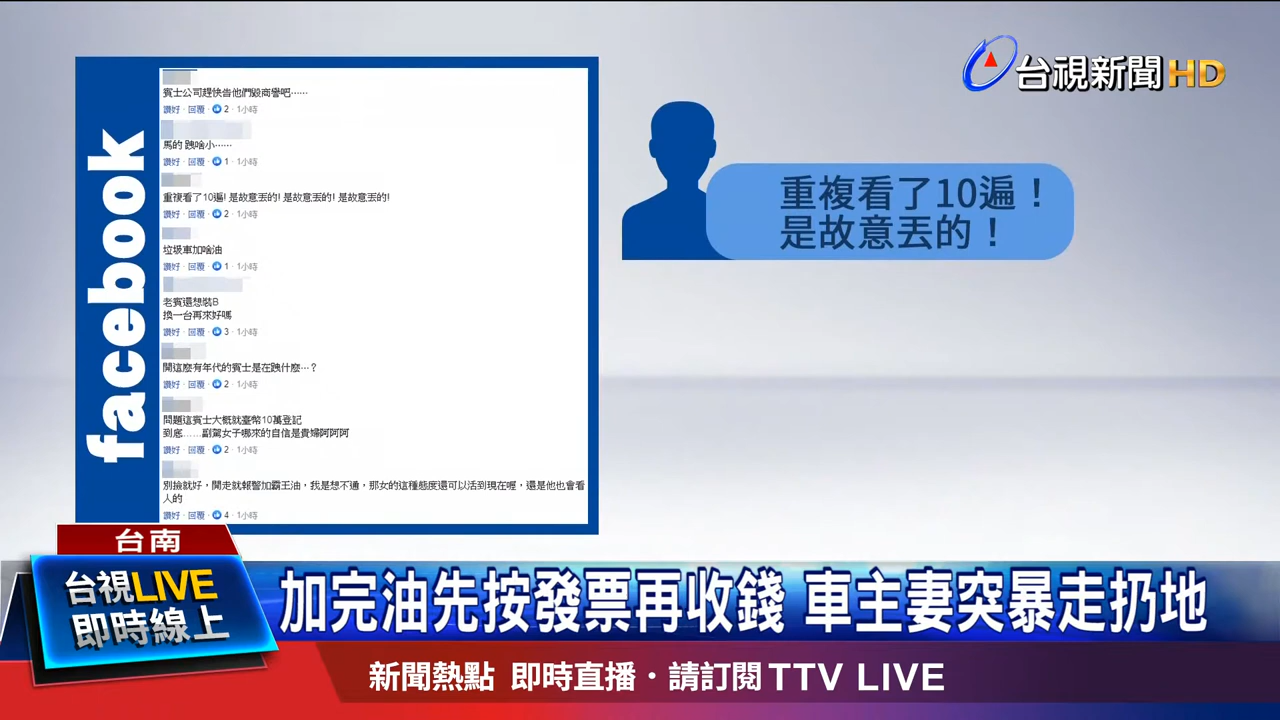 台視新聞HD
facebook
賓士公司趕快告他們毀商譽吧……
讚好 · 回覆 · 2 · 1小時
馬的 跩啥小……
讚好 · 回覆 · 1 · 1小時
重複看了10遍! 是故意丟的! 是故意丟的! 是故意丟的!
讚好 · 回覆 · 2 · 1小時
垃圾車加啥油
讚好 · 回覆 · 1 · 1小時
老賓還想裝B
換一台再來好嗎
讚好 · 回覆 · 3 · 1小時
開這麼有年代的賓士是在跩什麼…？
讚好 · 回覆 · 2 · 1小時
問題這賓士大概就臺幣10萬登記
到底……副駕女子哪來的自信是貴婦阿阿阿
讚好 · 回覆 · 2 · 1小時
別撿就好，開走就報警加霸王油，我是想不通，那女的這種態度還可以活到現在喔，還是他也會看
人的
讚好 · 回覆 · 4 · 1小時
重複看了10遍！
是故意丟的！
台南
台視LIVE
即時線上
加完油先按發票再收錢 車主妻突暴走扔地
新聞熱點 即時直播·請訂閱TTV LIVE